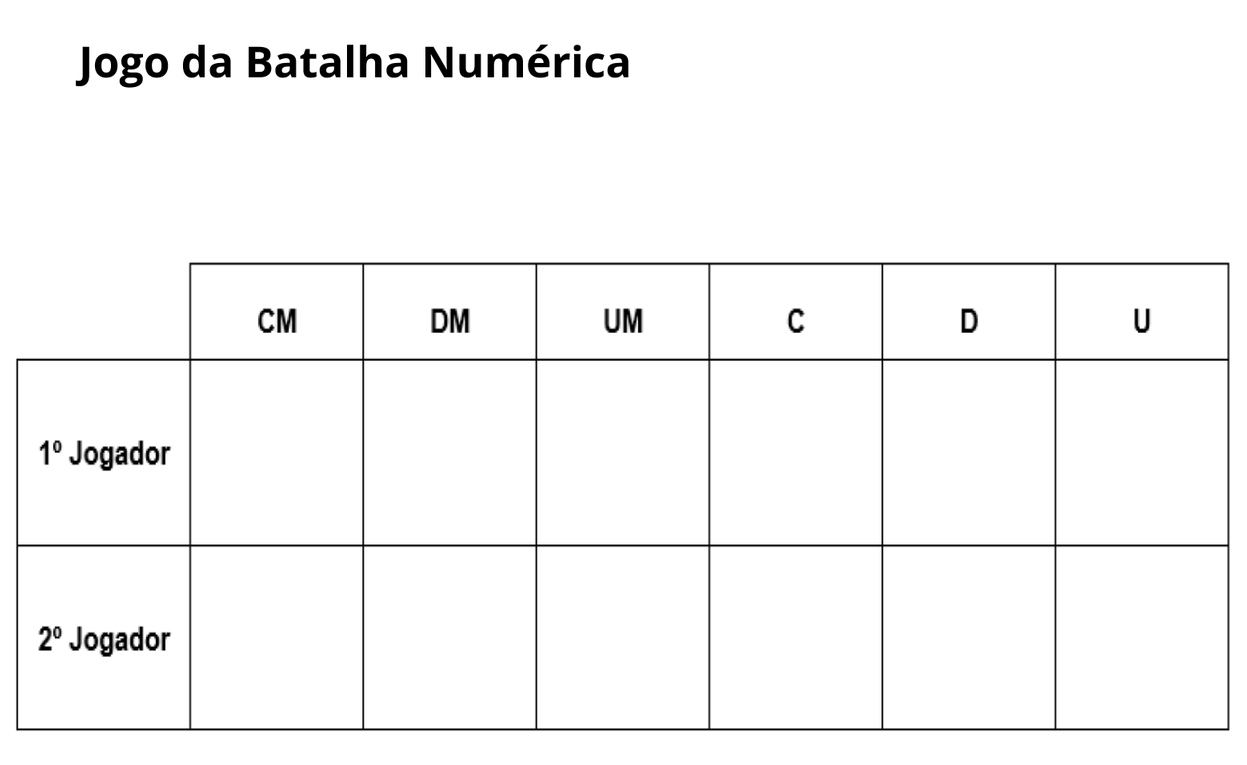 Jogo da Batalha Numérica
CM DM UM C D U
1º Jogador
2º Jogador